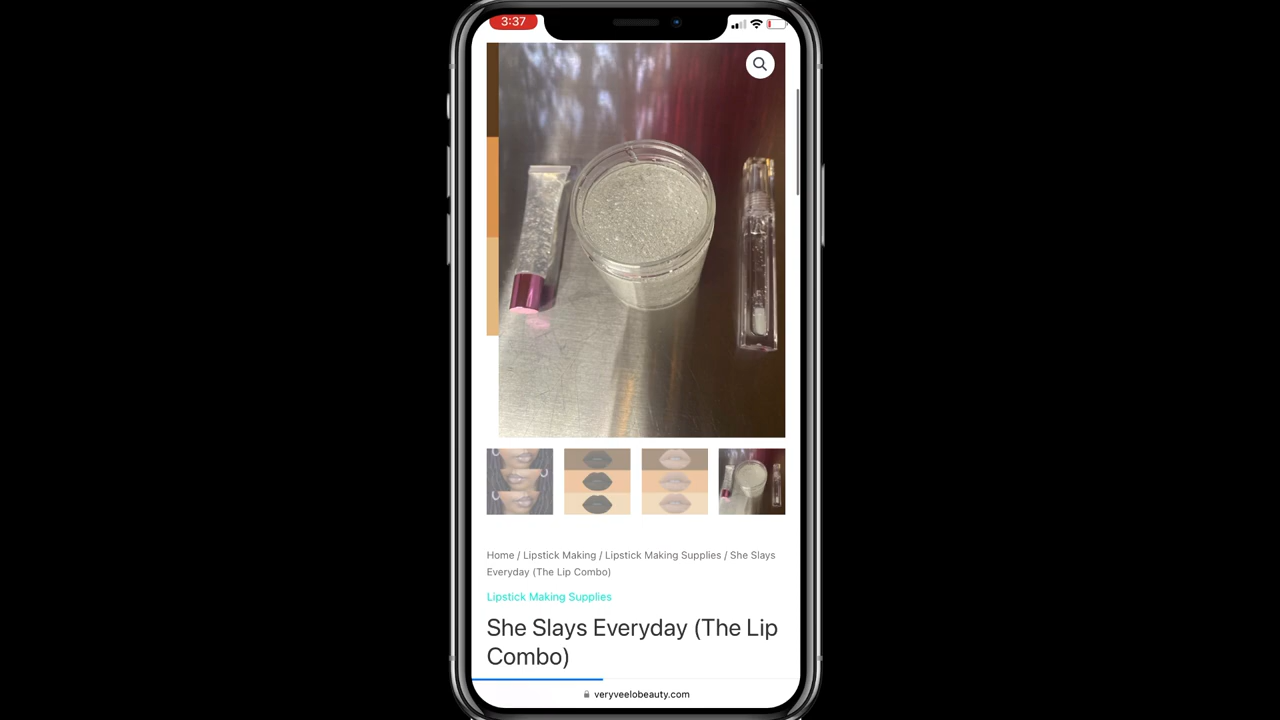 3:37
Home / Lipstick Making / Lipstick Making Supplies / She Slays
Everyday (The Lip Combo)
Lipstick Making Supplies
She Slays Everyday (The Lip
Combo)
veryveelobeauty.com